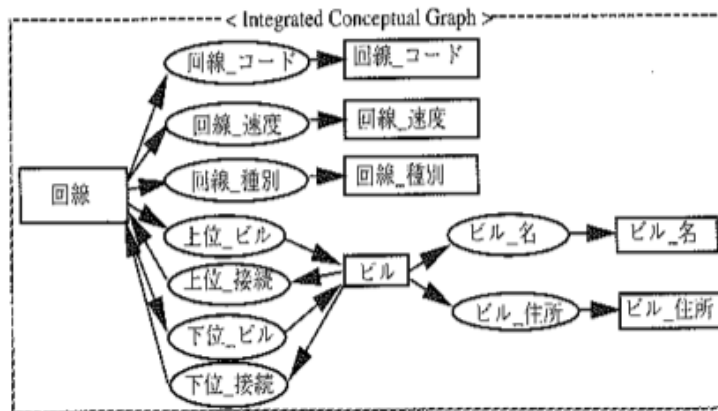 < Integrated Conceptual Graph >
回線_コード
回線_コード
回線_速度
回線_速度
回線
回線_種別
回線_種別
上位_ビル
ビル_名
ビル_名
上位_接続
ビル
下位_ビル
ビル_住所
ビル_住所
下位_接続